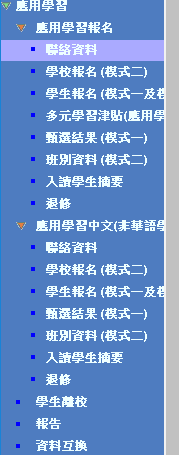 應用學習
應用學習報名
聯絡資料
學校報名 (模式二)
學生報名 (模式一及模
多元學習津貼(應用學
甄選結果 (模式一)
班別資料 (模式二)
入讀學生摘要
退修
應用學習中文(非華語學
聯絡資料
學校報名 (模式二)
學生報名 (模式一及模
甄選結果 (模式一)
班別資料 (模式二)
入讀學生摘要
退修
學生離校
報告
資料互換